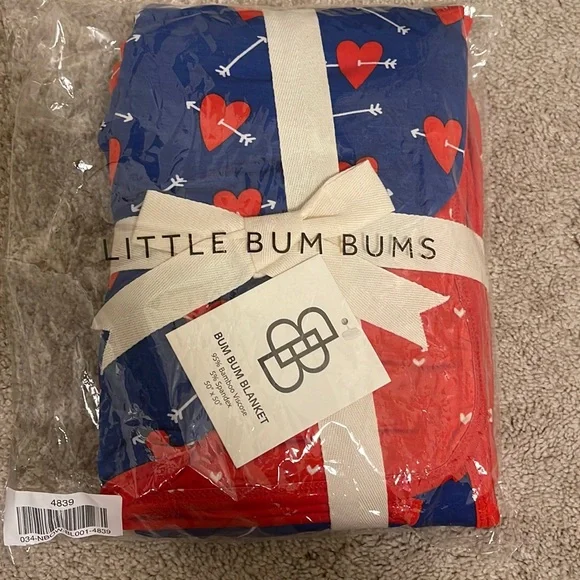 LITTLE BUM BUMS
BUM BUM BLANKET
95% Bamboo Viscose
5% Spandex
50" x 50"
4839